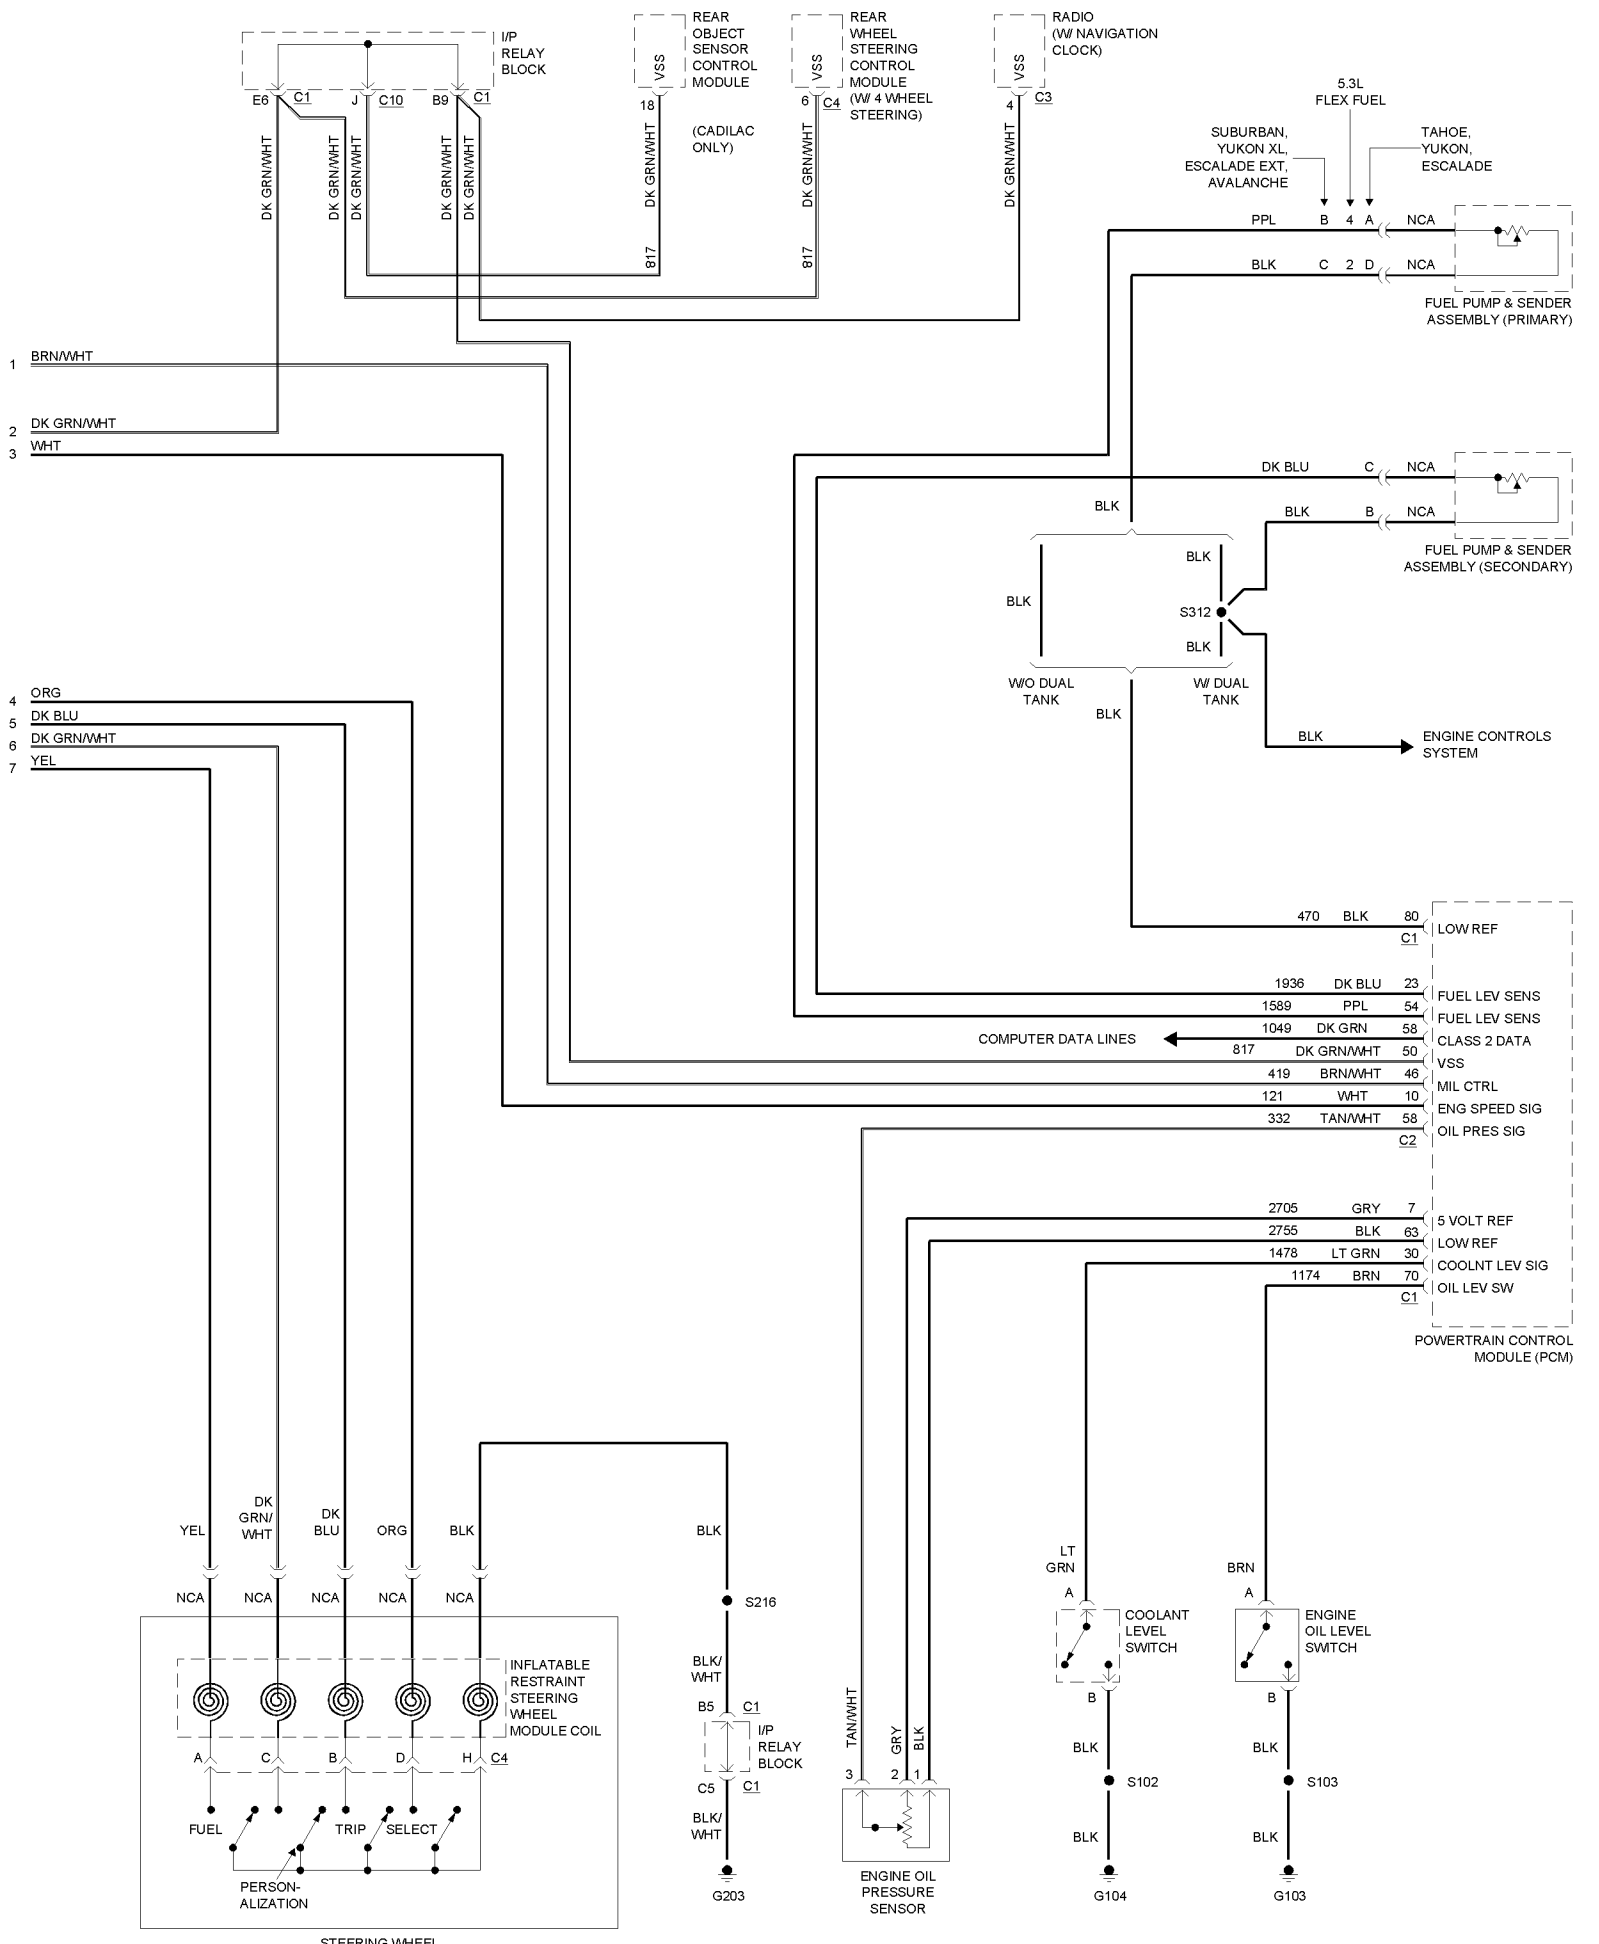 I/P
RELAY
BLOCK
E6 C1
J C10
B9 C1
DK GRN/WHT
DK GRN/WHT
DK GRN/WHT
DK GRN/WHT
DK GRN/WHT
VSS
REAR
OBJECT
SENSOR
CONTROL
MODULE
18
(CADILAC
ONLY)
DK GRN/WHT
817
VSS
REAR
WHEEL
STEERING
CONTROL
MODULE
(W/ 4 WHEEL
STEERING)
6 C4
DK GRN/WHT
817
VSS
RADIO
(W/ NAVIGATION
CLOCK)
4 C3
DK GRN/WHT
5.3L
FLEX FUEL
SUBURBAN,
YUKON XL,
ESCALADE EXT,
AVALANCHE
TAHOE,
YUKON,
ESCALADE
PPL B 4 A NCA
BLK C 2 D NCA
FUEL PUMP & SENDER
ASSEMBLY (PRIMARY)
1 BRN/WHT
2 DK GRN/WHT
3 WHT
DK BLU C NCA
BLK B NCA
FUEL PUMP & SENDER
ASSEMBLY (SECONDARY)
BLK
BLK
BLK
S312
BLK
W/O DUAL
TANK
W/ DUAL
TANK
BLK
BLK
ENGINE CONTROLS
SYSTEM
4 ORG
5 DK BLU
6 DK GRN/WHT
7 YEL
470 BLK 80 LOW REF
C1
1936 DK BLU 23 FUEL LEV SENS
1589 PPL 54 FUEL LEV SENS
COMPUTER DATA LINES 1049 DK GRN 58 CLASS 2 DATA
817 DK GRN/WHT 50 VSS
419 BRN/WHT 46 MIL CTRL
121 WHT 10 ENG SPEED SIG
332 TAN/WHT 58 OIL PRES SIG
C2
2705 GRY 7 5 VOLT REF
2755 BLK 63 LOW REF
1478 LT GRN 30 COOLNT LEV SIG
1174 BRN 70 OIL LEV SW
C1
POWERTRAIN CONTROL
MODULE (PCM)
YEL
DK
GRN/
WHT
DK
BLU
ORG
BLK
NCA NCA NCA NCA NCA
INFLATABLE
RESTRAINT
STEERING
WHEEL
MODULE COIL
A C B D H C4
FUEL TRIP SELECT
PERSON-
ALIZATION
STEERING WHEEL
BLK
S216
BLK/
WHT
B5 C1
I/P
RELAY
BLOCK
C5 C1
BLK/
WHT
G203
TAN/WHT
GRY
BLK
3 2 1
ENGINE OIL
PRESSURE
SENSOR
LT
GRN
A
COOLANT
LEVEL
SWITCH
B
BLK
S102
BLK
G104
BRN
A
ENGINE
OIL LEVEL
SWITCH
B
BLK
S103
BLK
G103